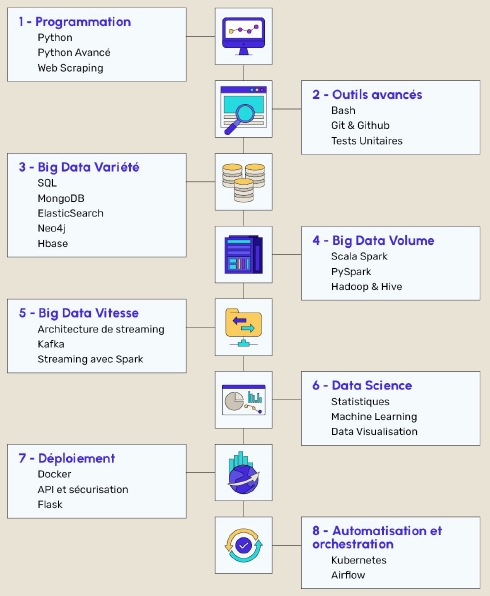 1 - Programmation
Python
Python Avancé
Web Scraping
2 - Outils avancés
Bash
Git & Github
Tests Unitaires
3 - Big Data Variété
SQL
MongoDB
ElasticSearch
Neo4j
Hbase
4 - Big Data Volume
Scala Spark
PySpark
Hadoop & Hive
5 - Big Data Vitesse
Architecture de streaming
Kafka
Streaming avec Spark
6 - Data Science
Statistiques
Machine Learning
Data Visualisation
7 - Déploiement
Docker
API et sécurisation
Flask
8 - Automatisation et
orchestration
Kubernetes
Airflow